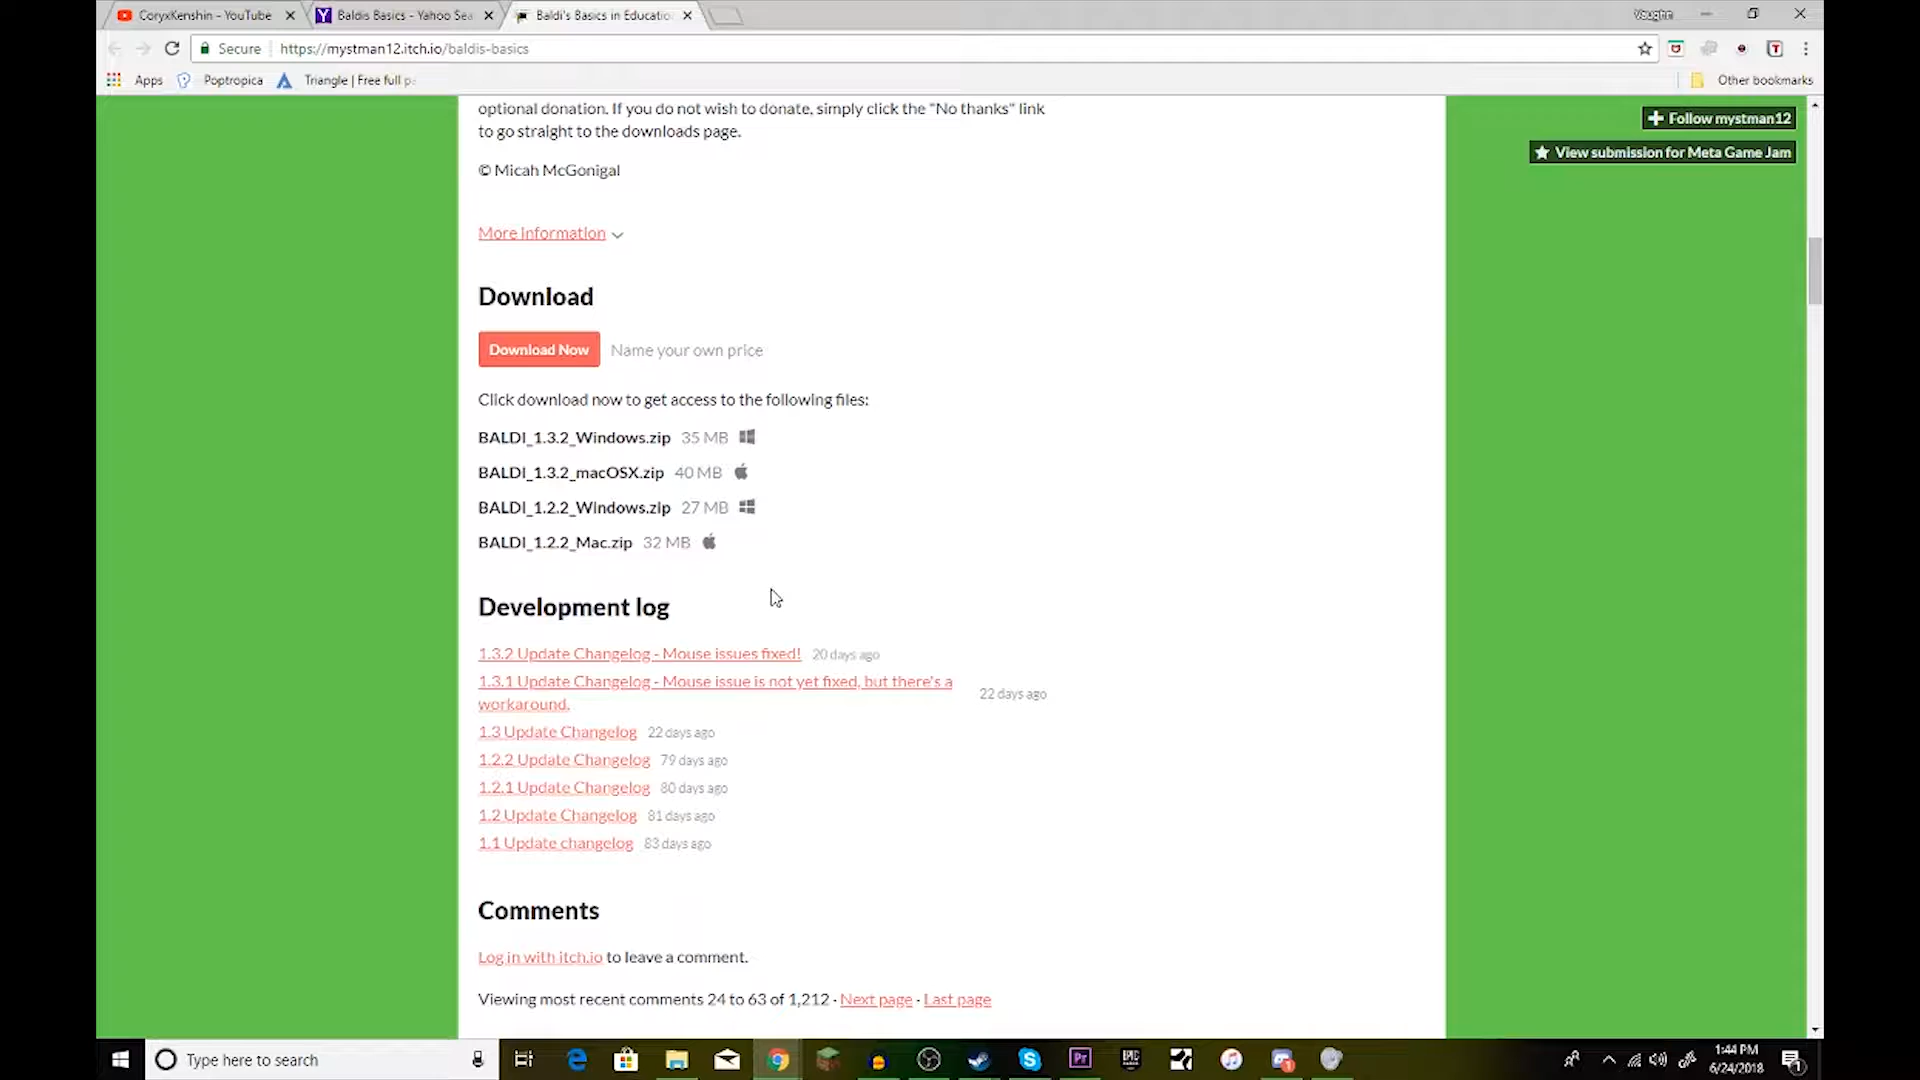 CoryxKenshin - YouTube
Baldis Basics - Yahoo Sea
Baldi's Basics in Educatio
Vaughn
Secure
https://mystman12.itch.io/baldis-basics
Apps
Poptropica
Triangle | Free full p
Other bookmarks
optional donation. If you do not wish to donate, simply click the "No thanks" link
to go straight to the downloads page.
Follow mystman12
View submission for Meta Game Jam
© Micah McGonigal
More information
Download
Download Now
Name your own price
Click download now to get access to the following files:
BALDI_1.3.2_Windows.zip 35 MB
BALDI_1.3.2_macOSX.zip 40 MB
BALDI_1.2.2_Windows.zip 27 MB
BALDI_1.2.2_Mac.zip 32 MB
Development log
1.3.2 Update Changelog - Mouse issues fixed! 20 days ago
1.3.1 Update Changelog - Mouse issue is not yet fixed, but there's a
workaround. 22 days ago
1.3 Update Changelog 22 days ago
1.2.2 Update Changelog 79 days ago
1.2.1 Update Changelog 80 days ago
1.2 Update Changelog 81 days ago
1.1 Update changelog 83 days ago
Comments
Log in with itch.io to leave a comment.
Viewing most recent comments 24 to 63 of 1,212 · Next page · Last page
Type here to search
Pr
EPIC
GAMES
1:44 PM
6/24/2018
1